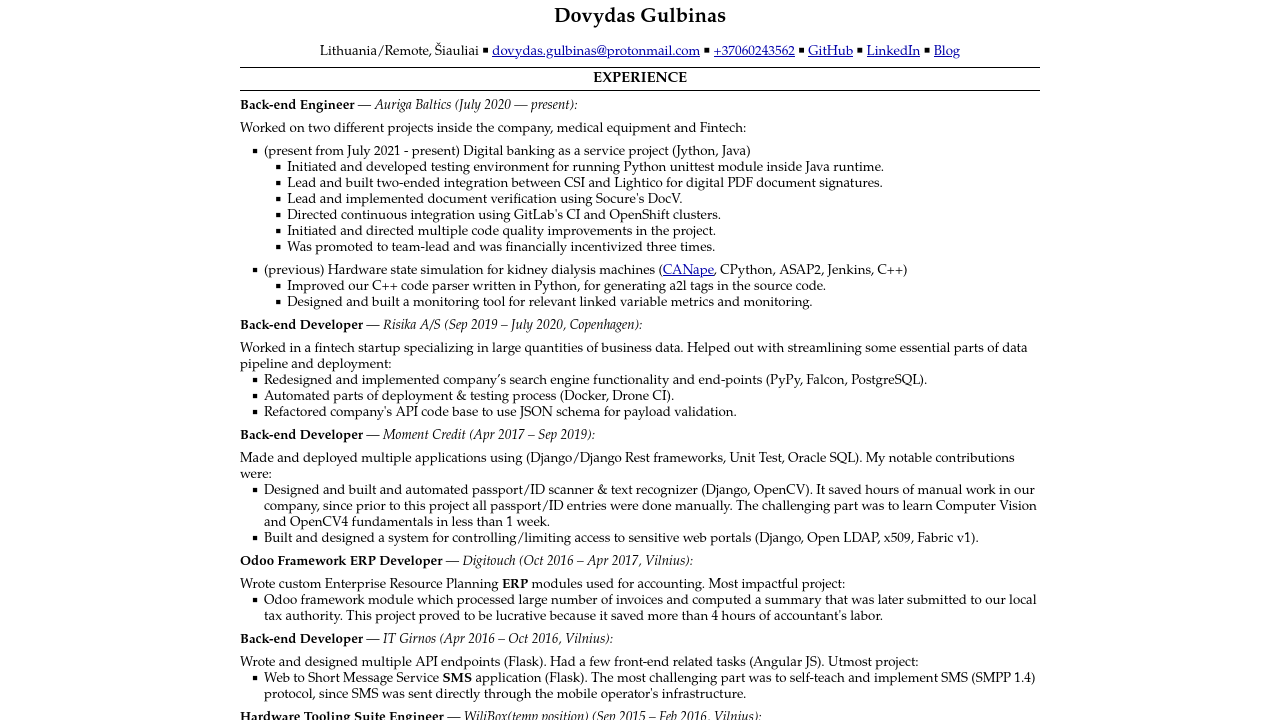 Dovydas Gulbinas
Lithuania/Remote, Šiauliai ▪ dovydas.gulbinas@protonmail.com ▪ +37060243562 ▪ GitHub ▪ LinkedIn ▪ Blog
EXPERIENCE
Back-end Engineer — Auriga Baltics (July 2020 — present):
Worked on two different projects inside the company, medical equipment and Fintech:
▪ (present from July 2021 - present) Digital banking as a service project (Jython, Java)
▪ Initiated and developed testing environment for running Python unittest module inside Java runtime.
▪ Lead and built two-ended integration between CSI and Lightico for digital PDF document signatures.
▪ Lead and implemented document verification using Socure's DocV.
▪ Directed continuous integration using GitLab's CI and OpenShift clusters.
▪ Initiated and directed multiple code quality improvements in the project.
▪ Was promoted to team-lead and was financially incentivized three times.
▪ (previous) Hardware state simulation for kidney dialysis machines (CANape, CPython, ASAP2, Jenkins, C++)
▪ Improved our C++ code parser written in Python, for generating a2l tags in the source code.
▪ Designed and built a monitoring tool for relevant linked variable metrics and monitoring.
Back-end Developer — Risika A/S (Sep 2019 – July 2020, Copenhagen):
Worked in a fintech startup specializing in large quantities of business data. Helped out with streamlining some essential parts of data
pipeline and deployment:
▪ Redesigned and implemented company’s search engine functionality and end-points (PyPy, Falcon, PostgreSQL).
▪ Automated parts of deployment & testing process (Docker, Drone CI).
▪ Refactored company's API code base to use JSON schema for payload validation.
Back-end Developer — Moment Credit (Apr 2017 – Sep 2019):
Made and deployed multiple applications using (Django/Django Rest frameworks, Unit Test, Oracle SQL). My notable contributions
were:
▪ Designed and built and automated passport/ID scanner & text recognizer (Django, OpenCV). It saved hours of manual work in our
company, since prior to this project all passport/ID entries were done manually. The challenging part was to learn Computer Vision
and OpenCV4 fundamentals in less than 1 week.
▪ Built and designed a system for controlling/limiting access to sensitive web portals (Django, Open LDAP, x509, Fabric v1).
Odoo Framework ERP Developer — Digitouch (Oct 2016 – Apr 2017, Vilnius):
Wrote custom Enterprise Resource Planning ERP modules used for accounting. Most impactful project:
▪ Odoo framework module which processed large number of invoices and computed a summary that was later submitted to our local
tax authority. This project proved to be lucrative because it saved more than 4 hours of accountant's labor.
Back-end Developer — IT Girnos (Apr 2016 – Oct 2016, Vilnius):
Wrote and designed multiple API endpoints (Flask). Had a few front-end related tasks (Angular JS). Utmost project:
▪ Web to Short Message Service SMS application (Flask). The most challenging part was to self-teach and implement SMS (SMPP 1.4)
protocol, since SMS was sent directly through the mobile operator's infrastructure.
Hardware Tooling Suite Engineer — WiliBox(temp position) (Sep 2015 – Feb 2016, Vilnius):